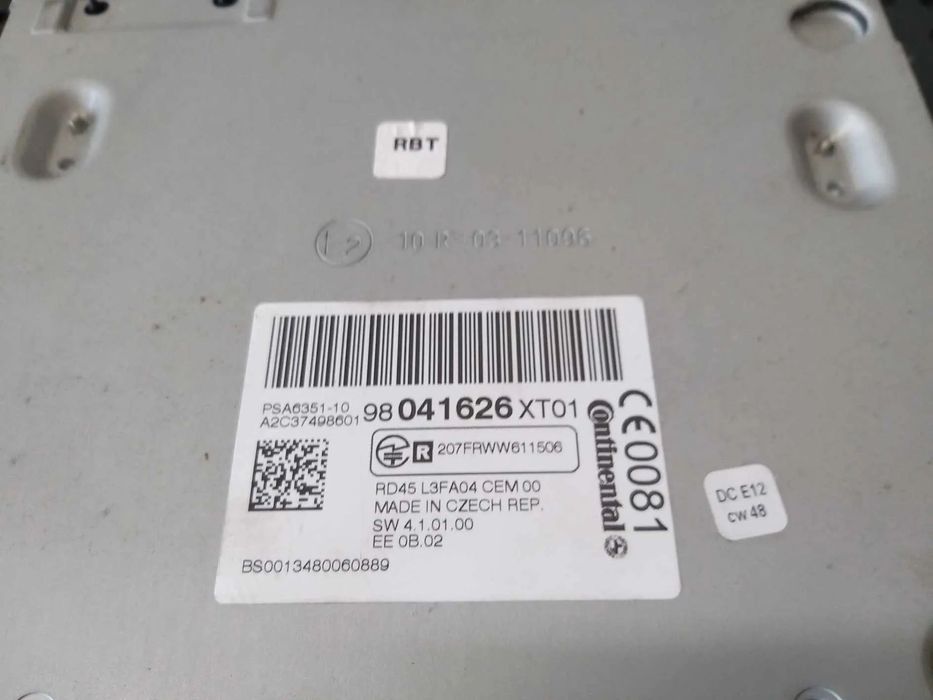 RBT
10 R-03 11096
PSA6351-10
A2C37498601
98 041626 XT01
R 207FRWW611506
RD45 L3FA04 CEM 00
MADE IN CZECH REP.
SW 4.1.01.00
EE 0B.02
BS0013480060889
Continental
CE0081
DC E12
CW 48